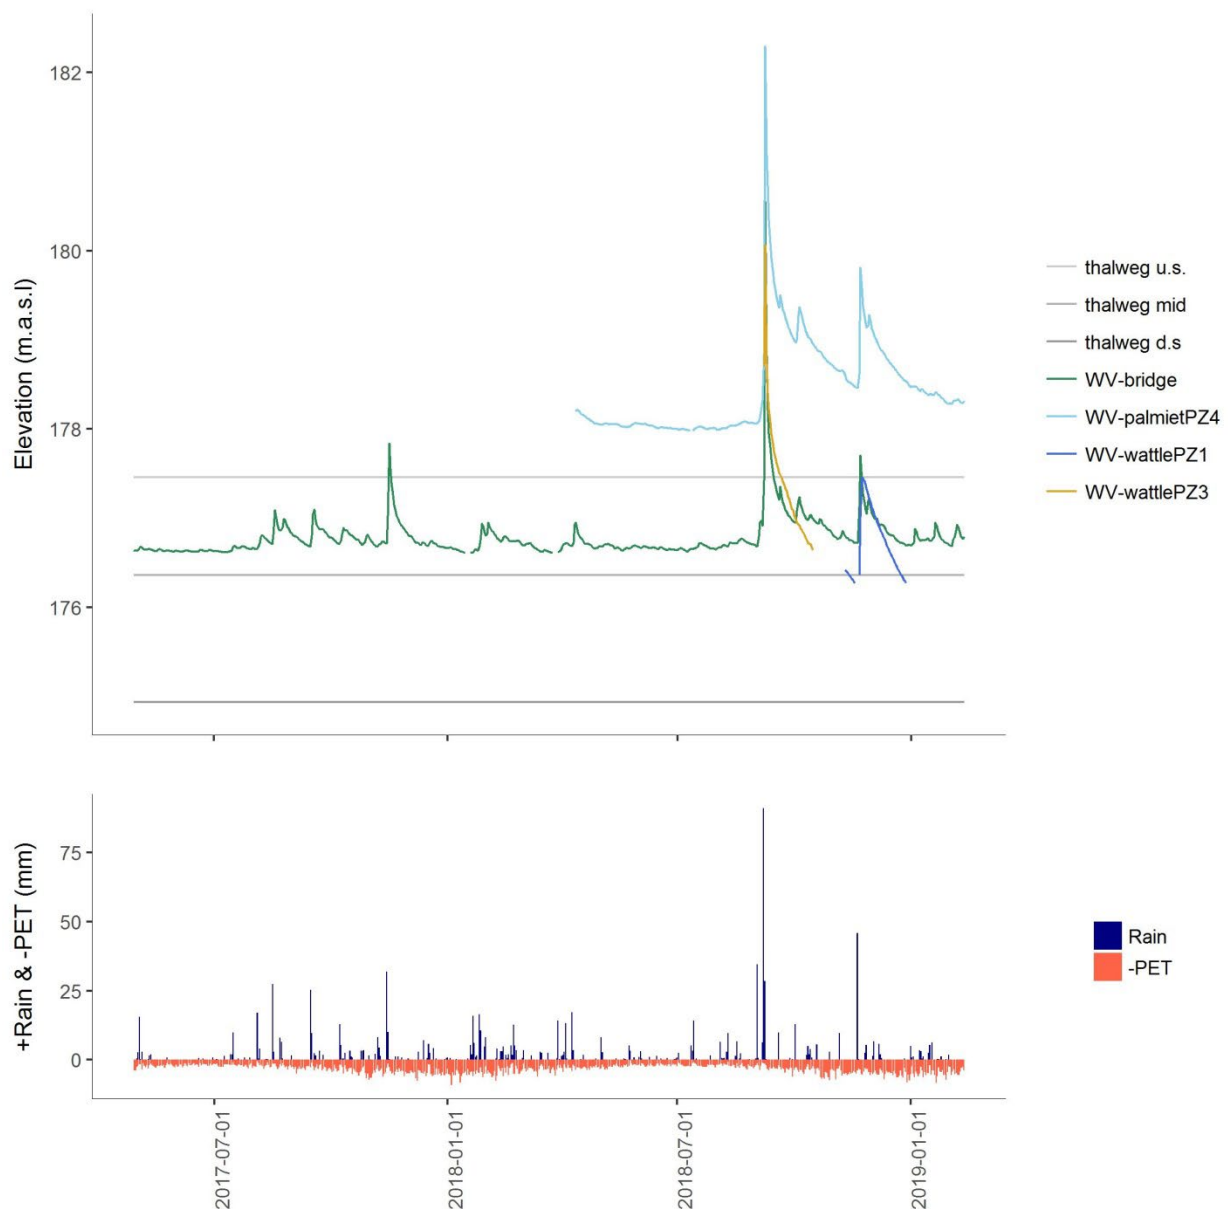 Elevation (m.a.s.l)
182
180
178
176
thalweg u.s.
thalweg mid
thalweg d.s
WV-bridge
WV-palmietPZ4
WV-wattlePZ1
WV-wattlePZ3
+Rain & -PET (mm)
75
50
25
0
Rain
-PET
2017-07-01
2018-01-01
2018-07-01
2019-01-01